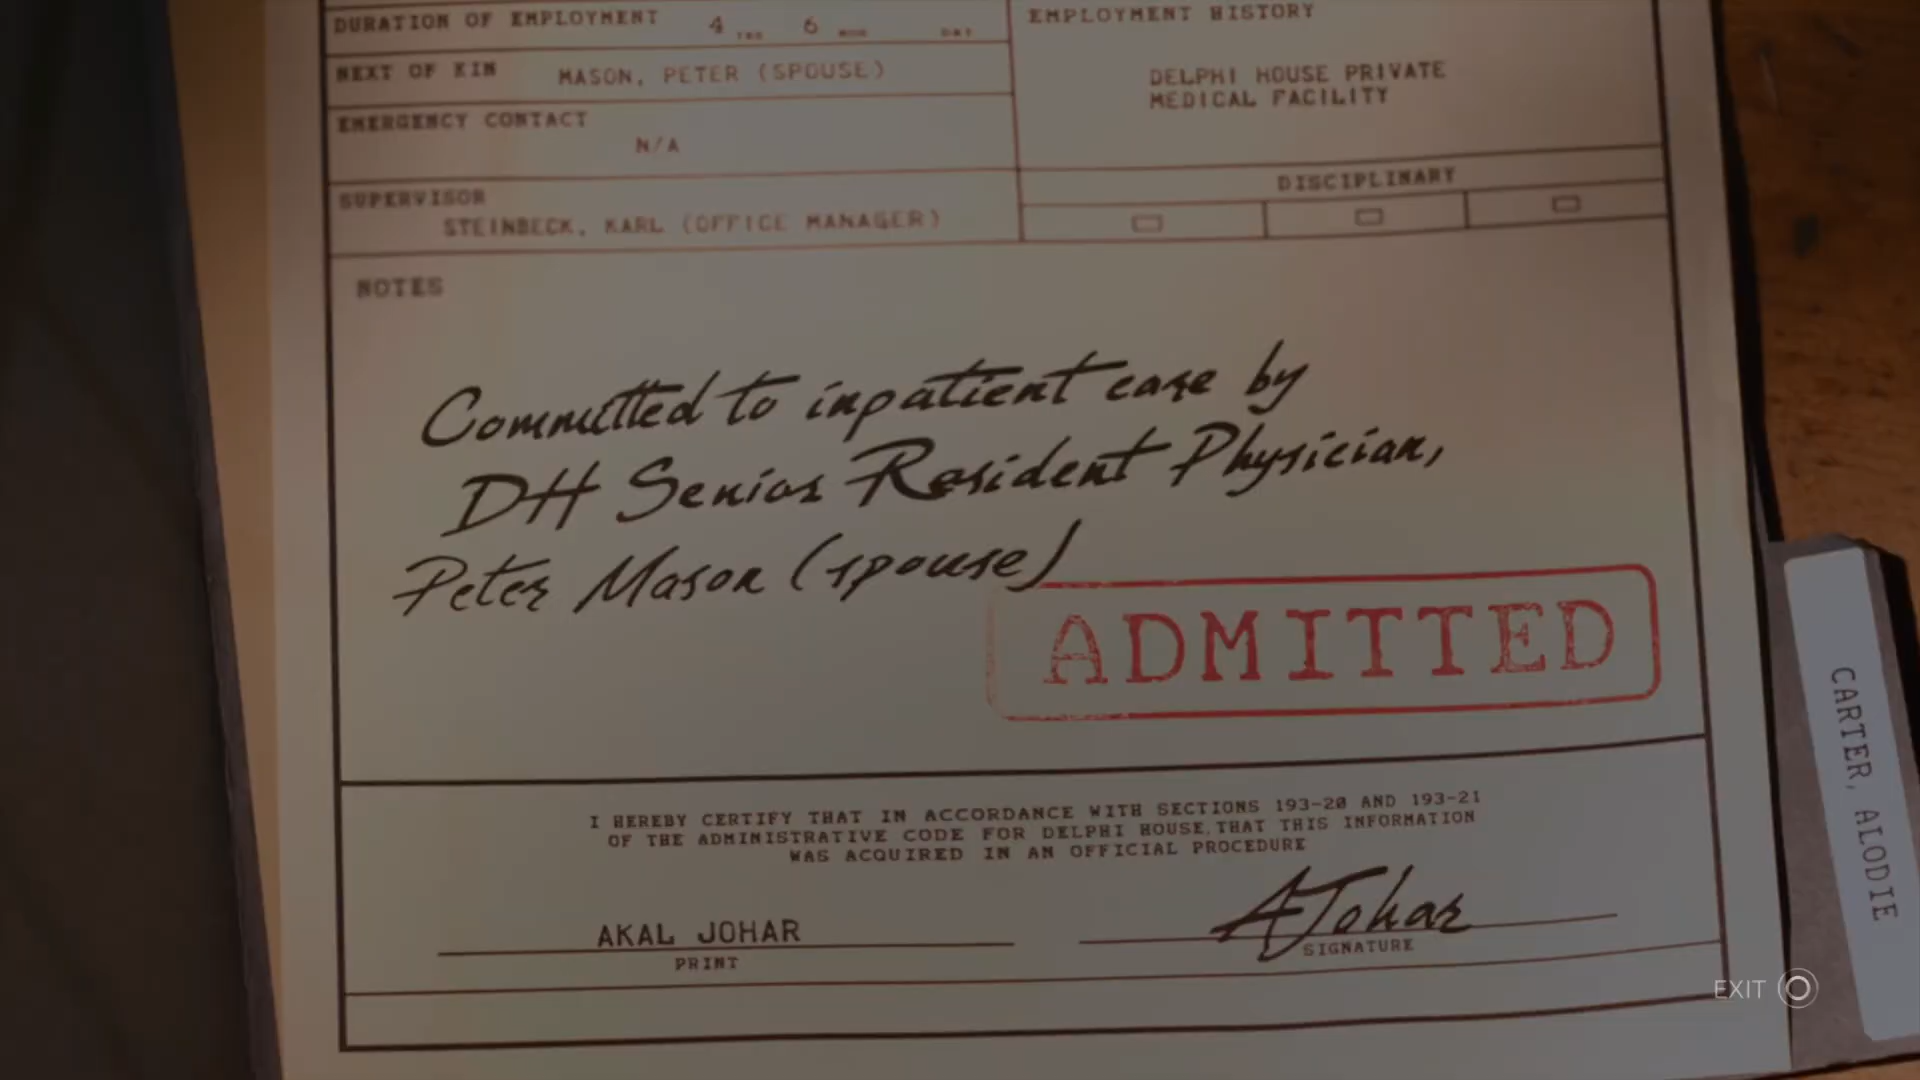 DURATION OF EMPLOYMENT 4 YRS 6 MOS DAY
EMPLOYMENT HISTORY
NEXT OF KIN MASON, PETER (SPOUSE)
DELPHI HOUSE PRIVATE
MEDICAL FACILITY
EMERGENCY CONTACT
N/A
SUPERVISOR
STEINBECK, KARL (OFFICE MANAGER)
DISCIPLINARY
NOTES
Committed to inpatient care by
DH Senior Resident Physician,
Peter Mason (spouse)
ADMITTED
I HEREBY CERTIFY THAT IN ACCORDANCE WITH SECTIONS 193-20 AND 193-21
OF THE ADMINISTRATIVE CODE FOR DELPHI HOUSE, THAT THIS INFORMATION
WAS ACQUIRED IN AN OFFICIAL PROCEDURE
AKAL JOHAR
PRINT
AJohar
SIGNATURE
CARTER, ALODIE
EXIT